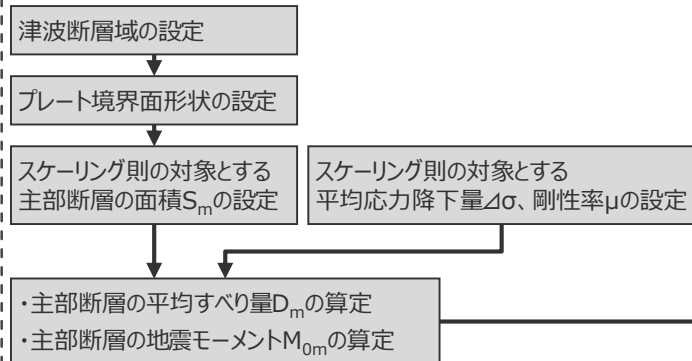 津波断層域の設定
プレート境界面形状の設定
スケーリング則の対象とする
主部断層の面積Smの設定
スケーリング則の対象とする
平均応力降下量⊿σ、剛性率μの設定
・主部断層の平均すべり量Dmの算定
・主部断層の地震モーメントM0mの算定